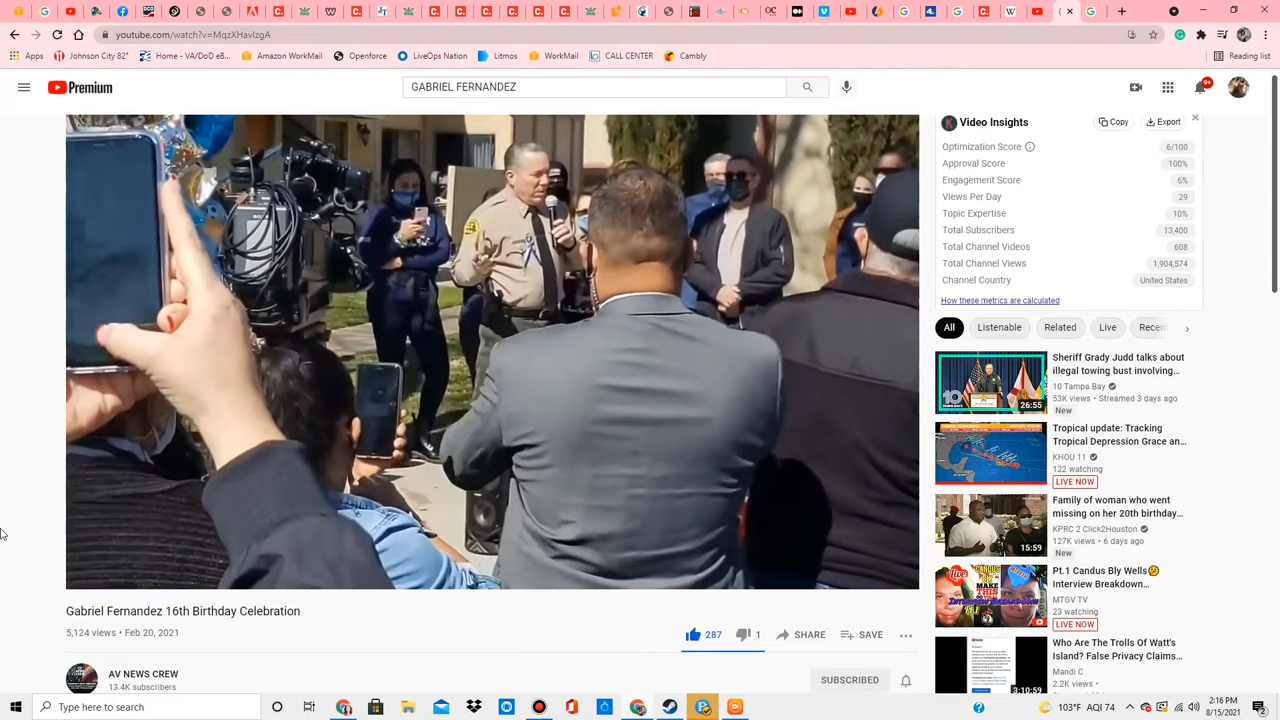 youtube.com/watch?v=MqzXHavIzgA
Apps
Johnson City 82°
Home - VA/DoD eB...
Amazon WorkMail
Openforce
LiveOps Nation
Litmos
WorkMail
CALL CENTER
Cambly
Reading list
Premium
GABRIEL FERNANDEZ
9+
Video Insights
Copy
Export
Optimization Score
6/100
Approval Score
100%
Engagement Score
6%
Views Per Day
29
Topic Expertise
10%
Total Subscribers
13,400
Total Channel Videos
608
Total Channel Views
1,904,574
Channel Country
United States
How these metrics are calculated
All
Listenable
Related
Live
Recen
Sheriff Grady Judd talks about
illegal towing bust involving...
10 Tampa Bay
53K views • Streamed 3 days ago
New
26:55
Tropical update: Tracking
Tropical Depression Grace an...
KHOU 11
122 watching
LIVE NOW
Family of woman who went
missing on her 20th birthday...
KPRC 2 Click2Houston
127K views • 6 days ago
New
15:59
Pt.1 Candus Bly Wells
Interview Breakdown...
MTGV TV
23 watching
LIVE NOW
Who Are The Trolls Of Watt's
Island? False Privacy Claims...
Mandi C
2.2K views •
3:10:59
Gabriel Fernandez 16th Birthday Cele
5,124 views • Feb 20, 2021
287
1
SHARE
SAVE
WS CREW
13.4K subscribers
SUBSCRIBED
Type here to search
103°F AQI 74
2:16 PM
8/15/2021
2